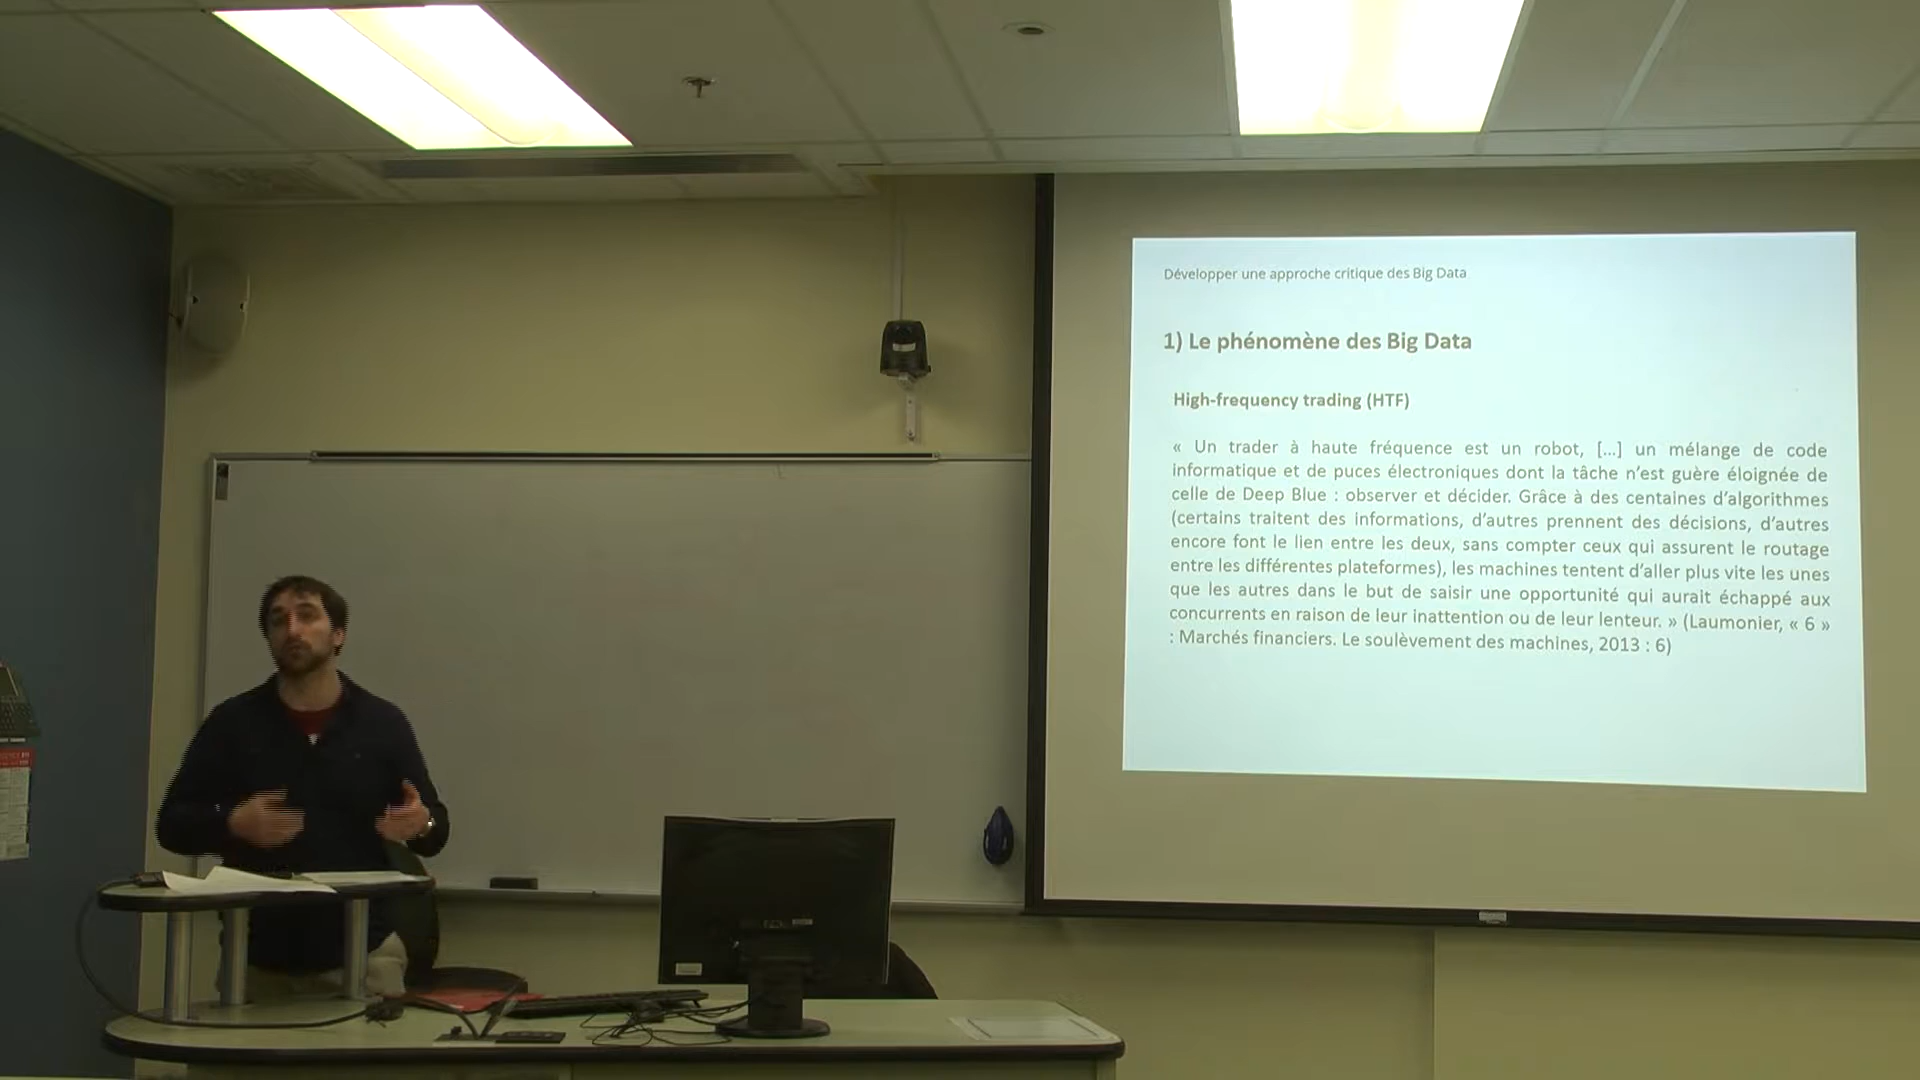 Développer une approche critique des Big Data
1) Le phénomène des Big Data
High-frequency trading (HTF)
« Un trader à haute fréquence est un robot, [...] un mélange de code
informatique et de puces électroniques dont la tâche n'est guère éloignée de
celle de Deep Blue : observer et décider. Grâce à des centaines d'algorithmes
(certains traitent des informations, d'autres prennent des décisions, d'autres
encore font le lien entre les deux, sans compter ceux qui assurent le routage
entre les différentes plateformes), les machines tentent d'aller plus vite les unes
que les autres dans le but de saisir une opportunité qui aurait échappé aux
concurrents en raison de leur inattention ou de leur lenteur. » (Laumonier, « 6 »
: Marchés financiers. Le soulèvement des machines, 2013 : 6)